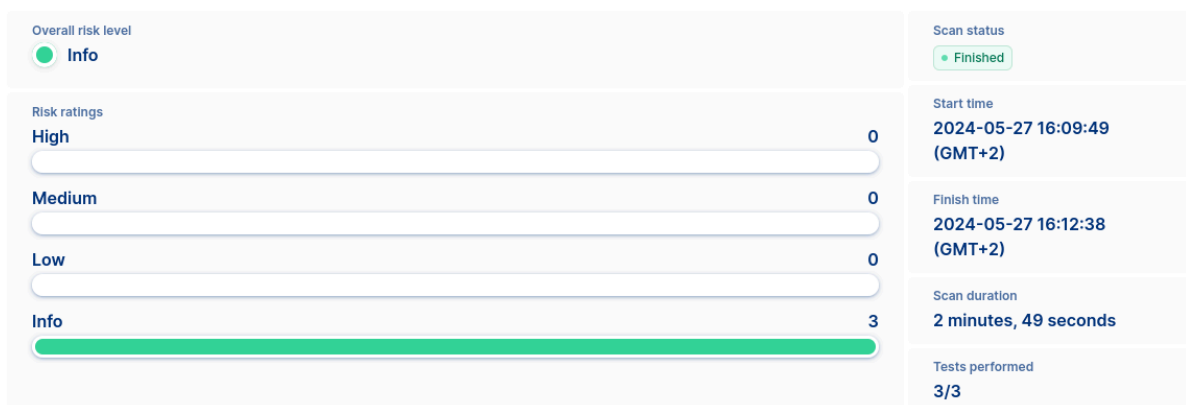 Overall risk level
Info
Risk ratings
High 0
Medium 0
Low 0
Info 3
Scan status
Finished
Start time
2024-05-27 16:09:49
(GMT+2)
Finish time
2024-05-27 16:12:38
(GMT+2)
Scan duration
2 minutes, 49 seconds
Tests performed
3/3